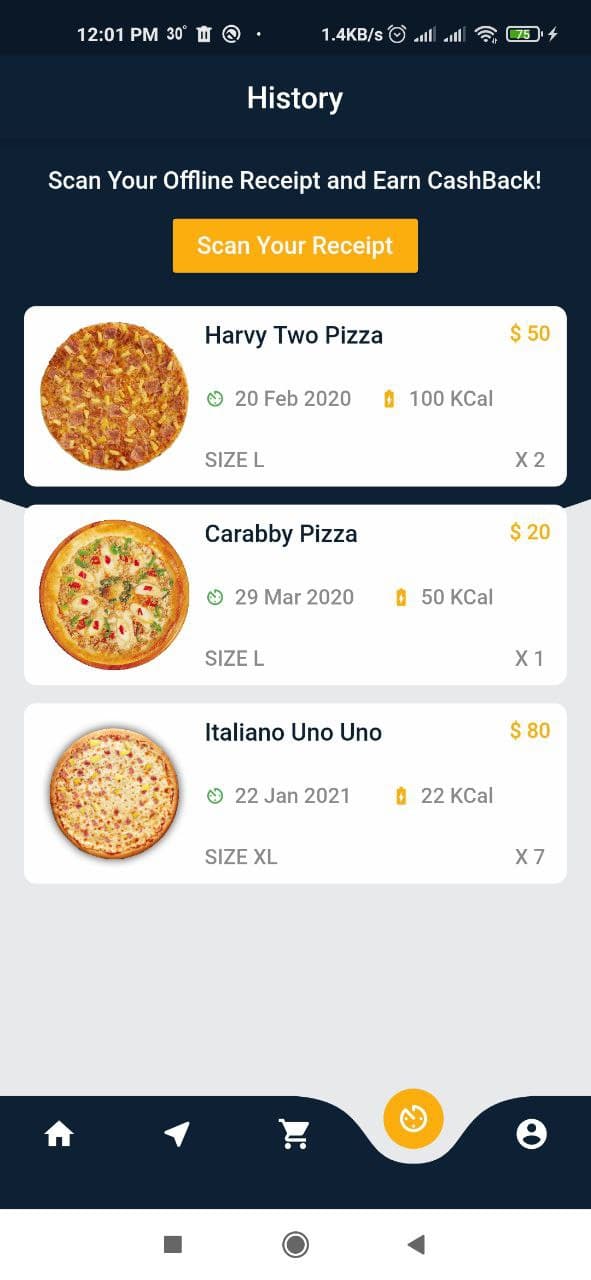 12:01 PM 30° 1.4KB/s 75
History
Scan Your Offline Receipt and Earn CashBack!
Scan Your Receipt
Harvy Two Pizza $ 50
20 Feb 2020 100 KCal
SIZE L X 2
Carabby Pizza $ 20
29 Mar 2020 50 KCal
SIZE L X 1
Italiano Uno Uno $ 80
22 Jan 2021 22 KCal
SIZE XL X 7